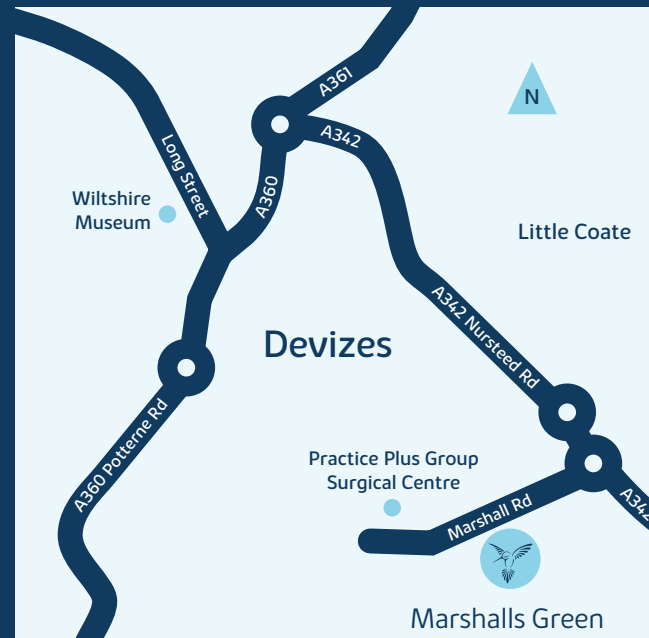 A361
N
A342
Long Street
A360
Wiltshire
Museum
Little Coate
A342 Nursteed Rd
Devizes
A360 Potterne Rd
Practice Plus Group
Surgical Centre
Marshall Rd
A342
Marshalls Green